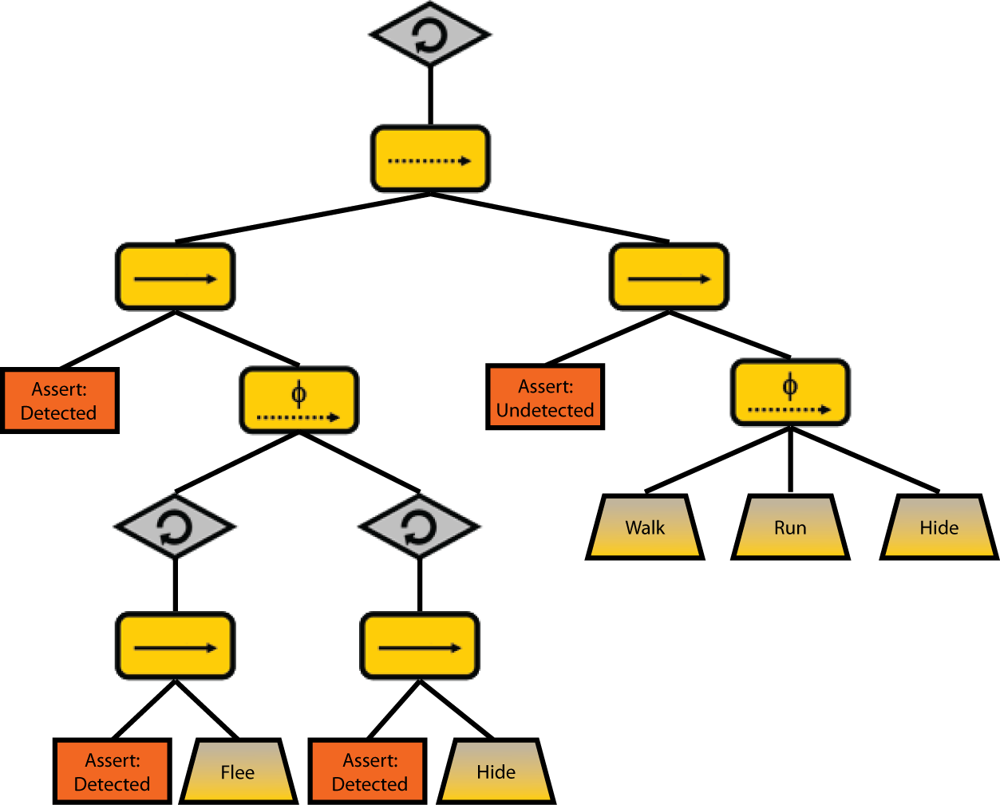 Assert:
Detected
ϕ
Assert:
Undetected
ϕ
Walk
Run
Hide
Assert:
Detected
Flee
Assert:
Detected
Hide